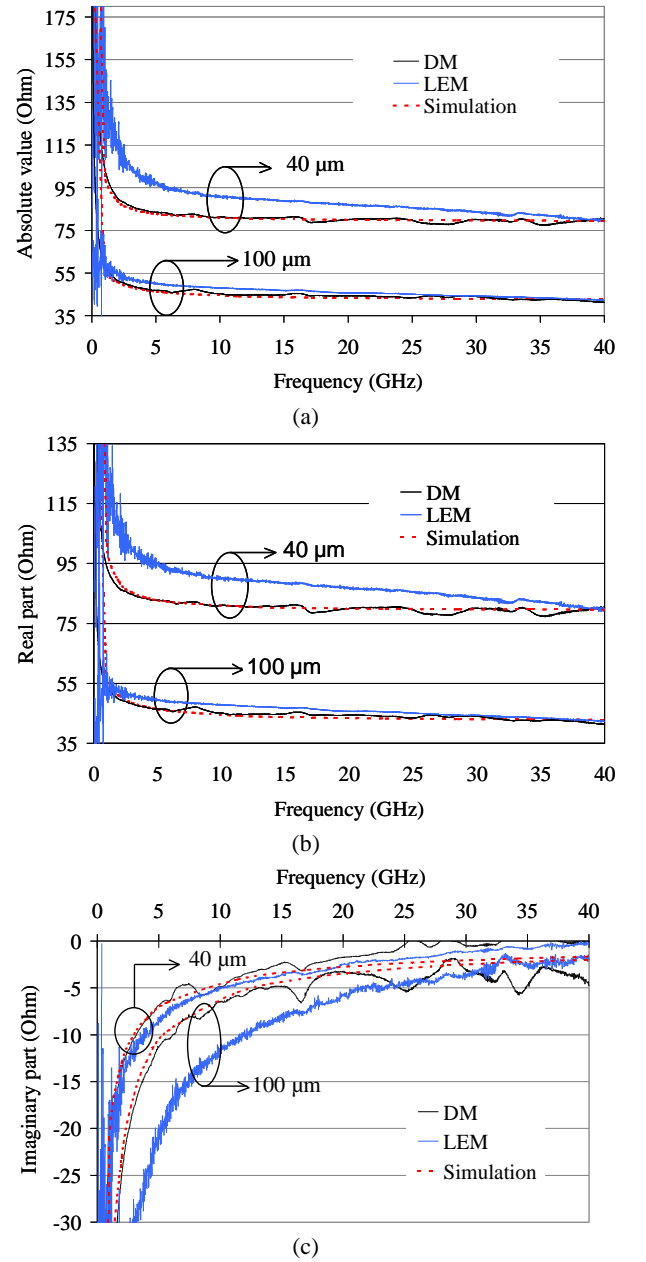 175
155
135
115
95
75
55
35
Absolute value (Ohm)
DM
LEM
Simulation
40 µm
100 µm
0 5 10 15 20 25 30 35 40
Frequency (GHz)
(a)
135
115
95
75
55
35
Real part (Ohm)
DM
LEM
Simulation
40 µm
100 µm
0 5 10 15 20 25 30 35 40
Frequency (GHz)
(b)
Frequency (GHz)
0 5 10 15 20 25 30 35 40
0
-5
-10
-15
-20
-25
-30
Imaginary part (Ohm)
40 µm
100 µm
DM
LEM
Simulation
(c)